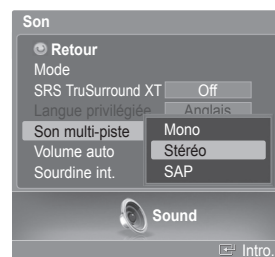 Son
Retour
Mode
SRS TruSurround XT Off
Langue privilégiée Anglais
Son multi-piste Mono
Stéréo
Volume auto
Sourdine int. SAP
Sound
Intro.